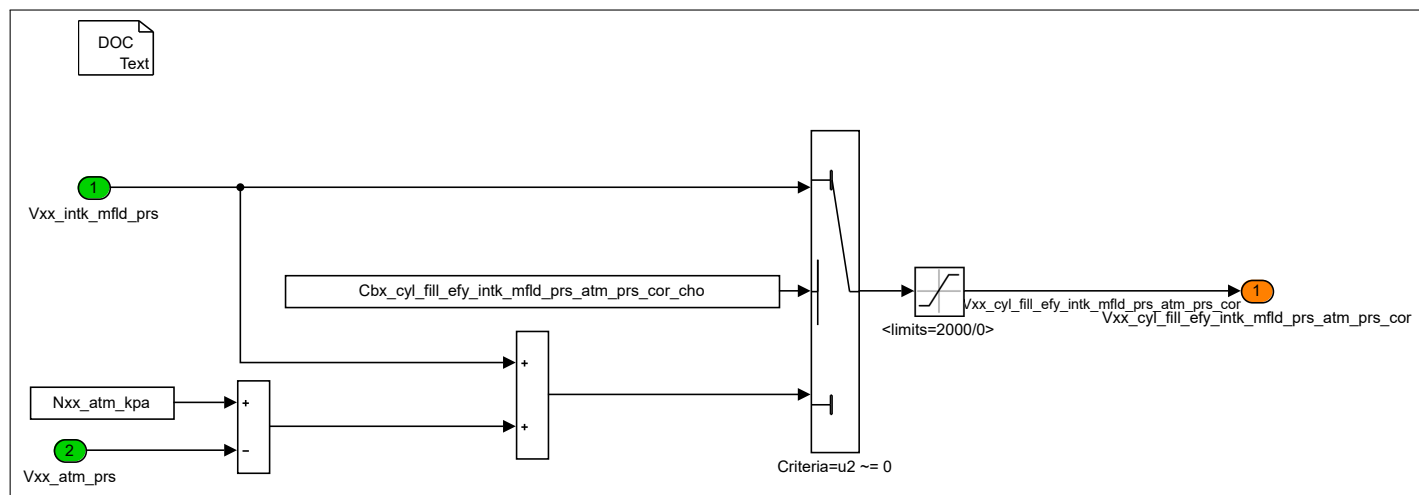 DOC
Text
1
Vxx_intk_mfld_prs
Cbx_cyl_fill_efy_intk_mfld_prs_atm_prs_cor_cho
Vxx_cyl_fill_efy_intk_mfld_prs_atm_prs_cor
1
Vxx_cyl_fill_efy_intk_mfld_prs_atm_prs_cor
<limits=2000/0>
+
+
Nxx_atm_kpa
+
−
2
Vxx_atm_prs
Criteria=u2 ~= 0